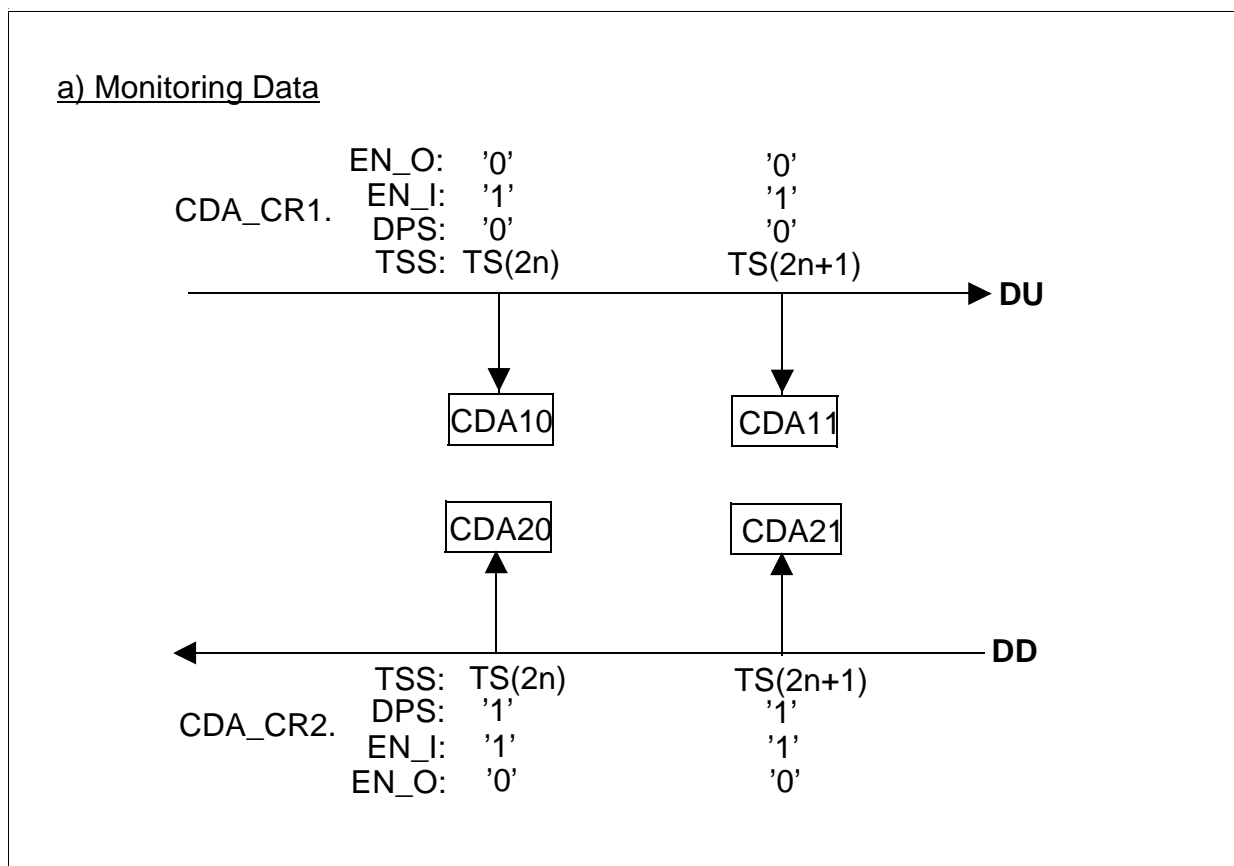 a) Monitoring Data
EN_O: ’0’ ’0’
CDA_CR1. EN_I: ’1’ ’1’
DPS: ’0’ ’0’
TSS: TS(2n) TS(2n+1)
DU
CDA10 CDA11
CDA20 CDA21
DD
TSS: TS(2n) TS(2n+1)
CDA_CR2. DPS: ’1’ ’1’
EN_I: ’1’ ’1’
EN_O: ’0’ ’0’